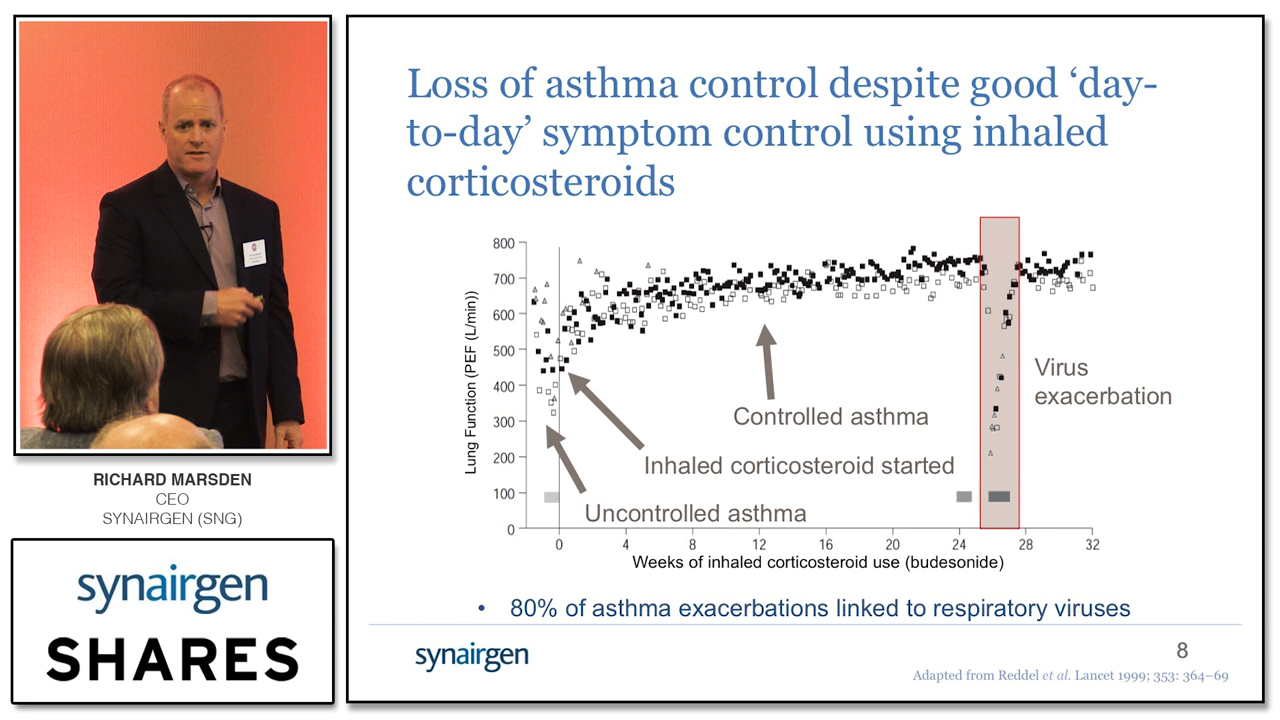 Loss of asthma control despite good ‘day-
to-day’ symptom control using inhaled
corticosteroids
800
700
600
500
400
300
200
100
0
Lung Function (PEF (L/min))
Virus
exacerbation
Controlled asthma
Inhaled corticosteroid started
Uncontrolled asthma
0 4 8 12 16 20 24 28 32
Weeks of inhaled corticosteroid use (budesonide)
• 80% of asthma exacerbations linked to respiratory viruses
synairgen
8
Adapted from Reddel et al. Lancet 1999; 353: 364–69
RICHARD MARSDEN
CEO
SYNAIRGEN (SNG)
synairgen
SHARES